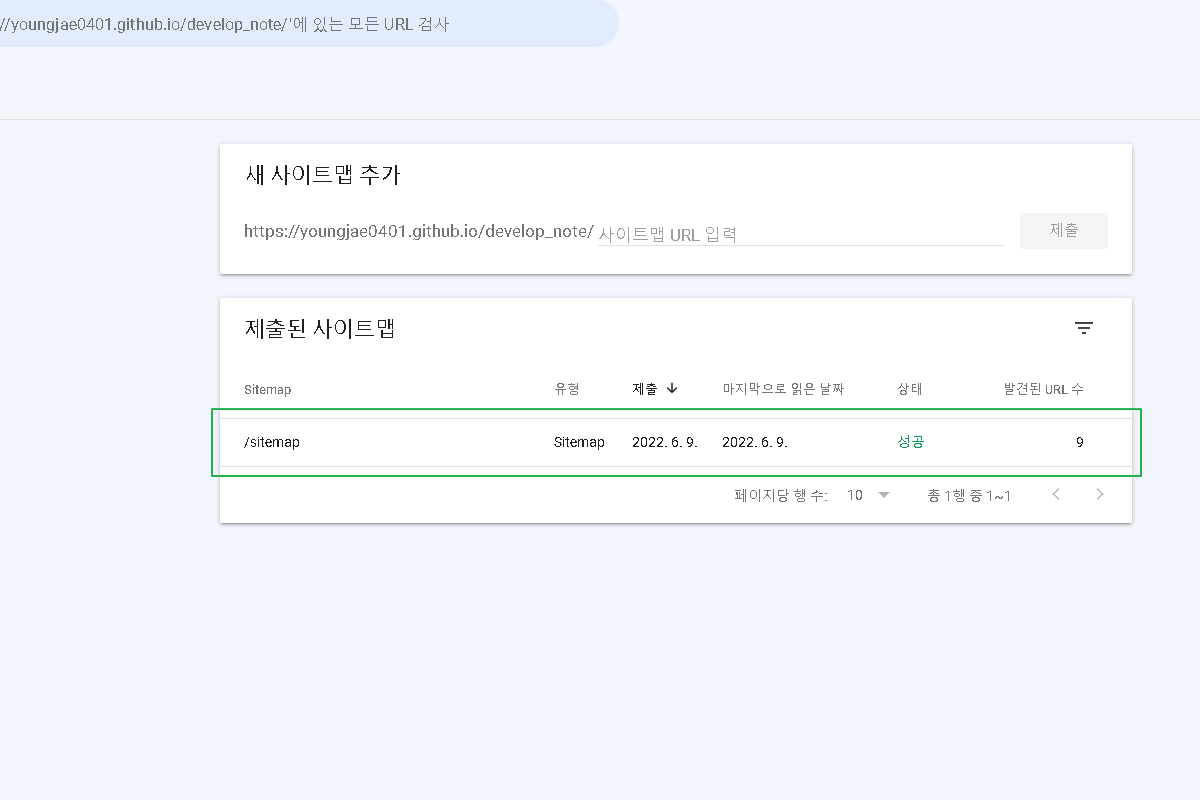 //youngjae0401.github.io/develop_note/'에 있는 모든 URL 검사
새 사이트맵 추가
https://youngjae0401.github.io/develop_note/ 사이트맵 URL 입력 제출
제출된 사이트맵
Sitemap 유형 제출 마지막으로 읽은 날짜 상태 발견된 URL 수
/sitemap Sitemap 2022. 6. 9. 2022. 6. 9. 성공 9
페이지당 행 수: 10 총 1행 중 1~1